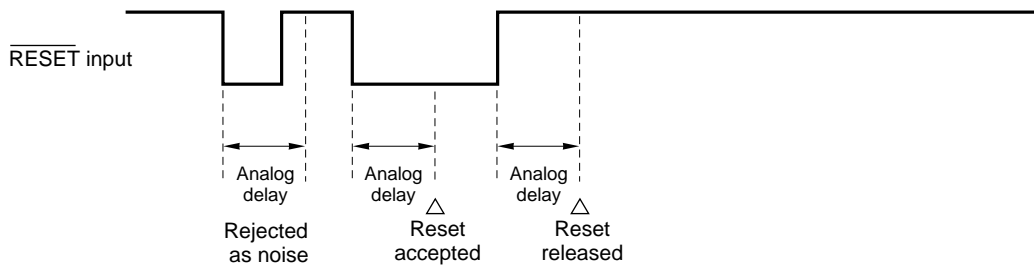 RESET input
Analog
delay
Analog
delay
Analog
delay
Rejected
as noise
△
Reset
accepted
△
Reset
released